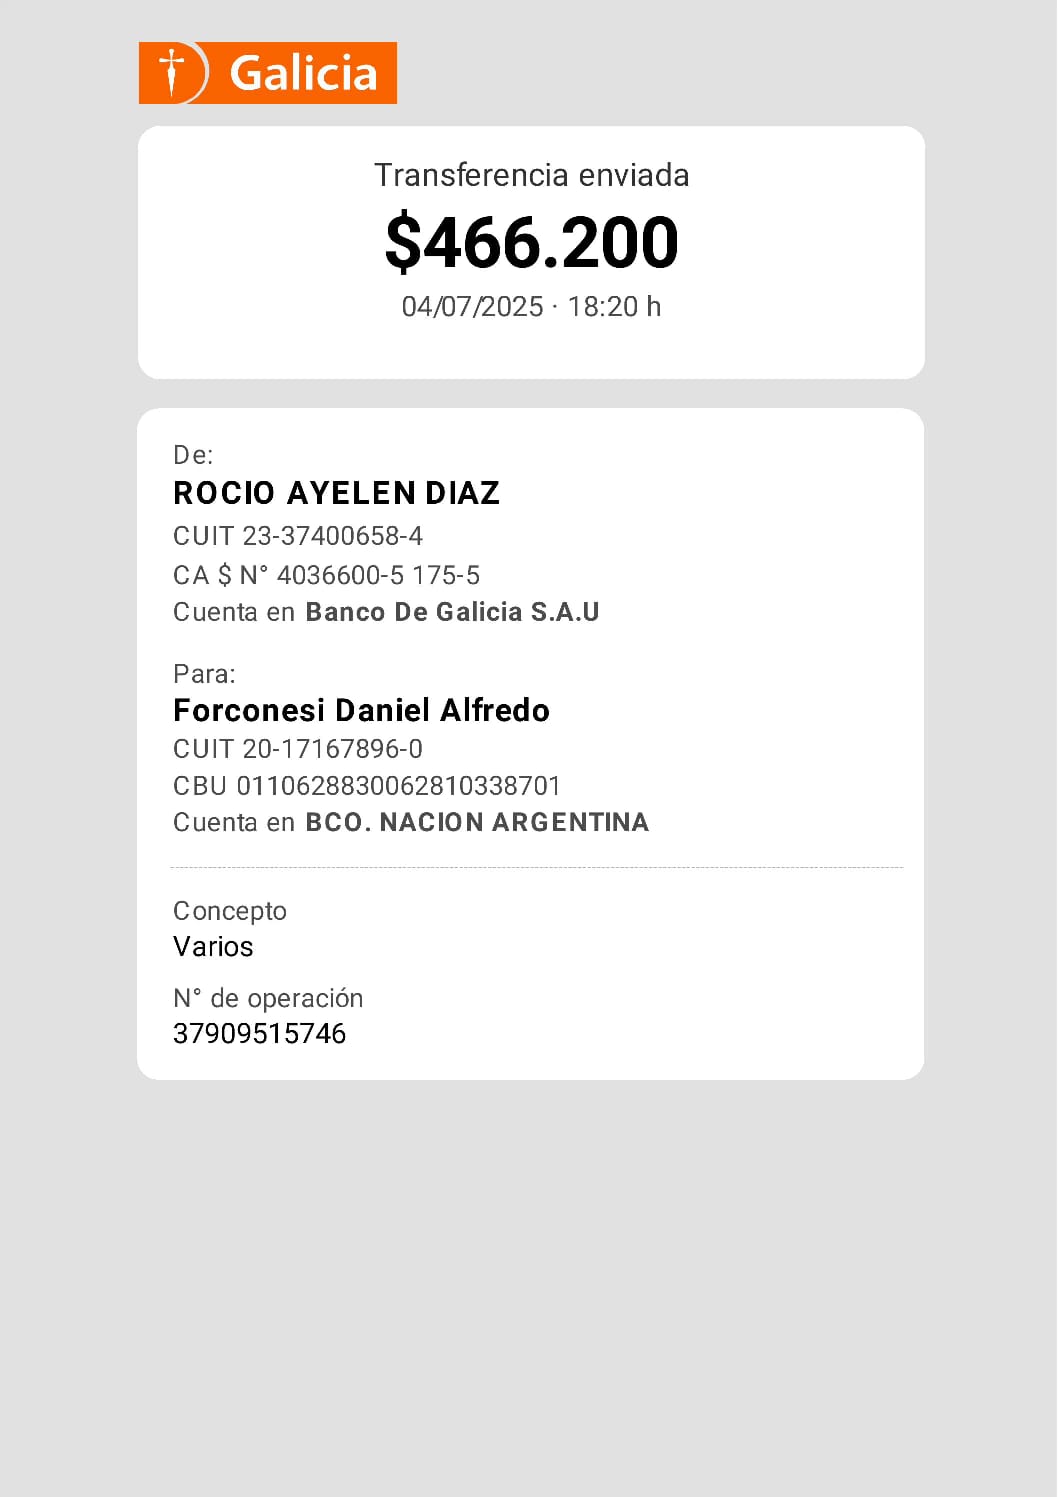 Galicia
Transferencia enviada
$466.200
04/07/2025 · 18:20 h
De:
ROCIO AYELEN DIAZ
CUIT 23-37400658-4
CA $ N° 4036600-5 175-5
Cuenta en Banco De Galicia S.A.U
Para:
Forconesi Daniel Alfredo
CUIT 20-17167896-0
CBU 0110628830062810338701
Cuenta en BCO. NACION ARGENTINA
Concepto
Varios
N° de operación
37909515746